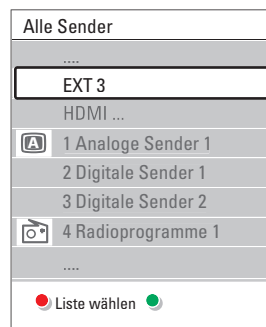 Alle Sender
....
EXT 3
HDMI ...
A 1 Analoge Sender 1
2 Digitale Sender 1
3 Digitale Sender 2
4 Radioprogramme 1
....
Liste wählen